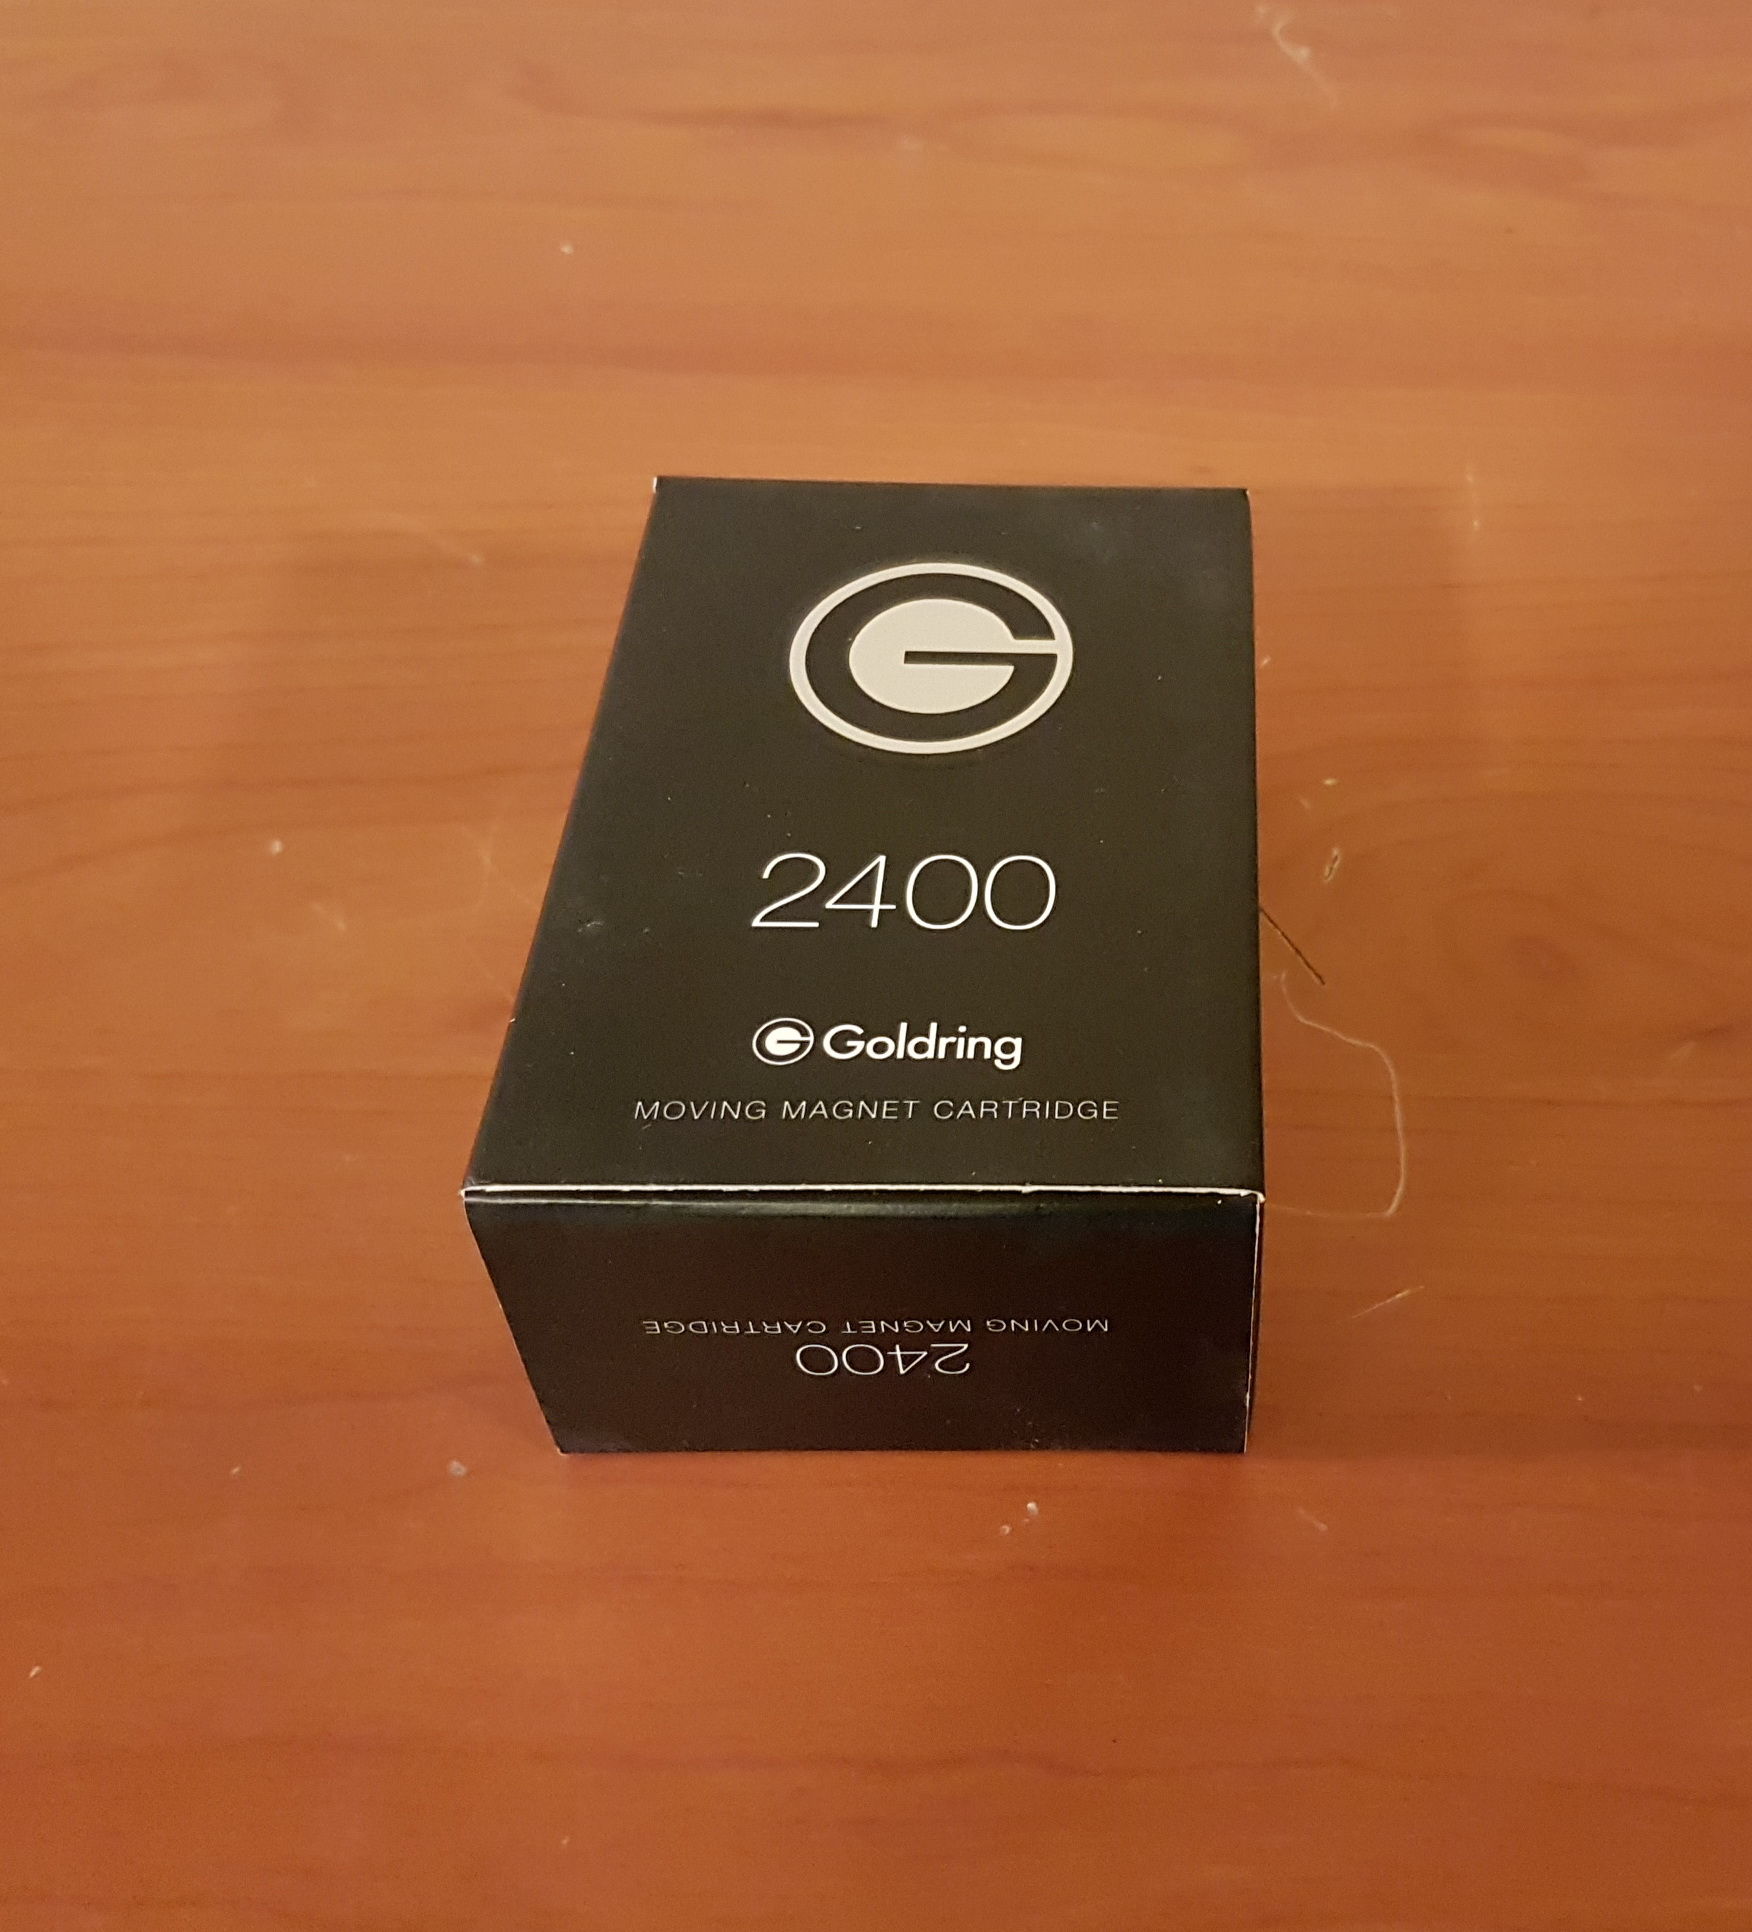 G
2400
G Goldring
MOVING MAGNET CARTRIDGE
MOVING MAGNET CARTRIDGE
2400